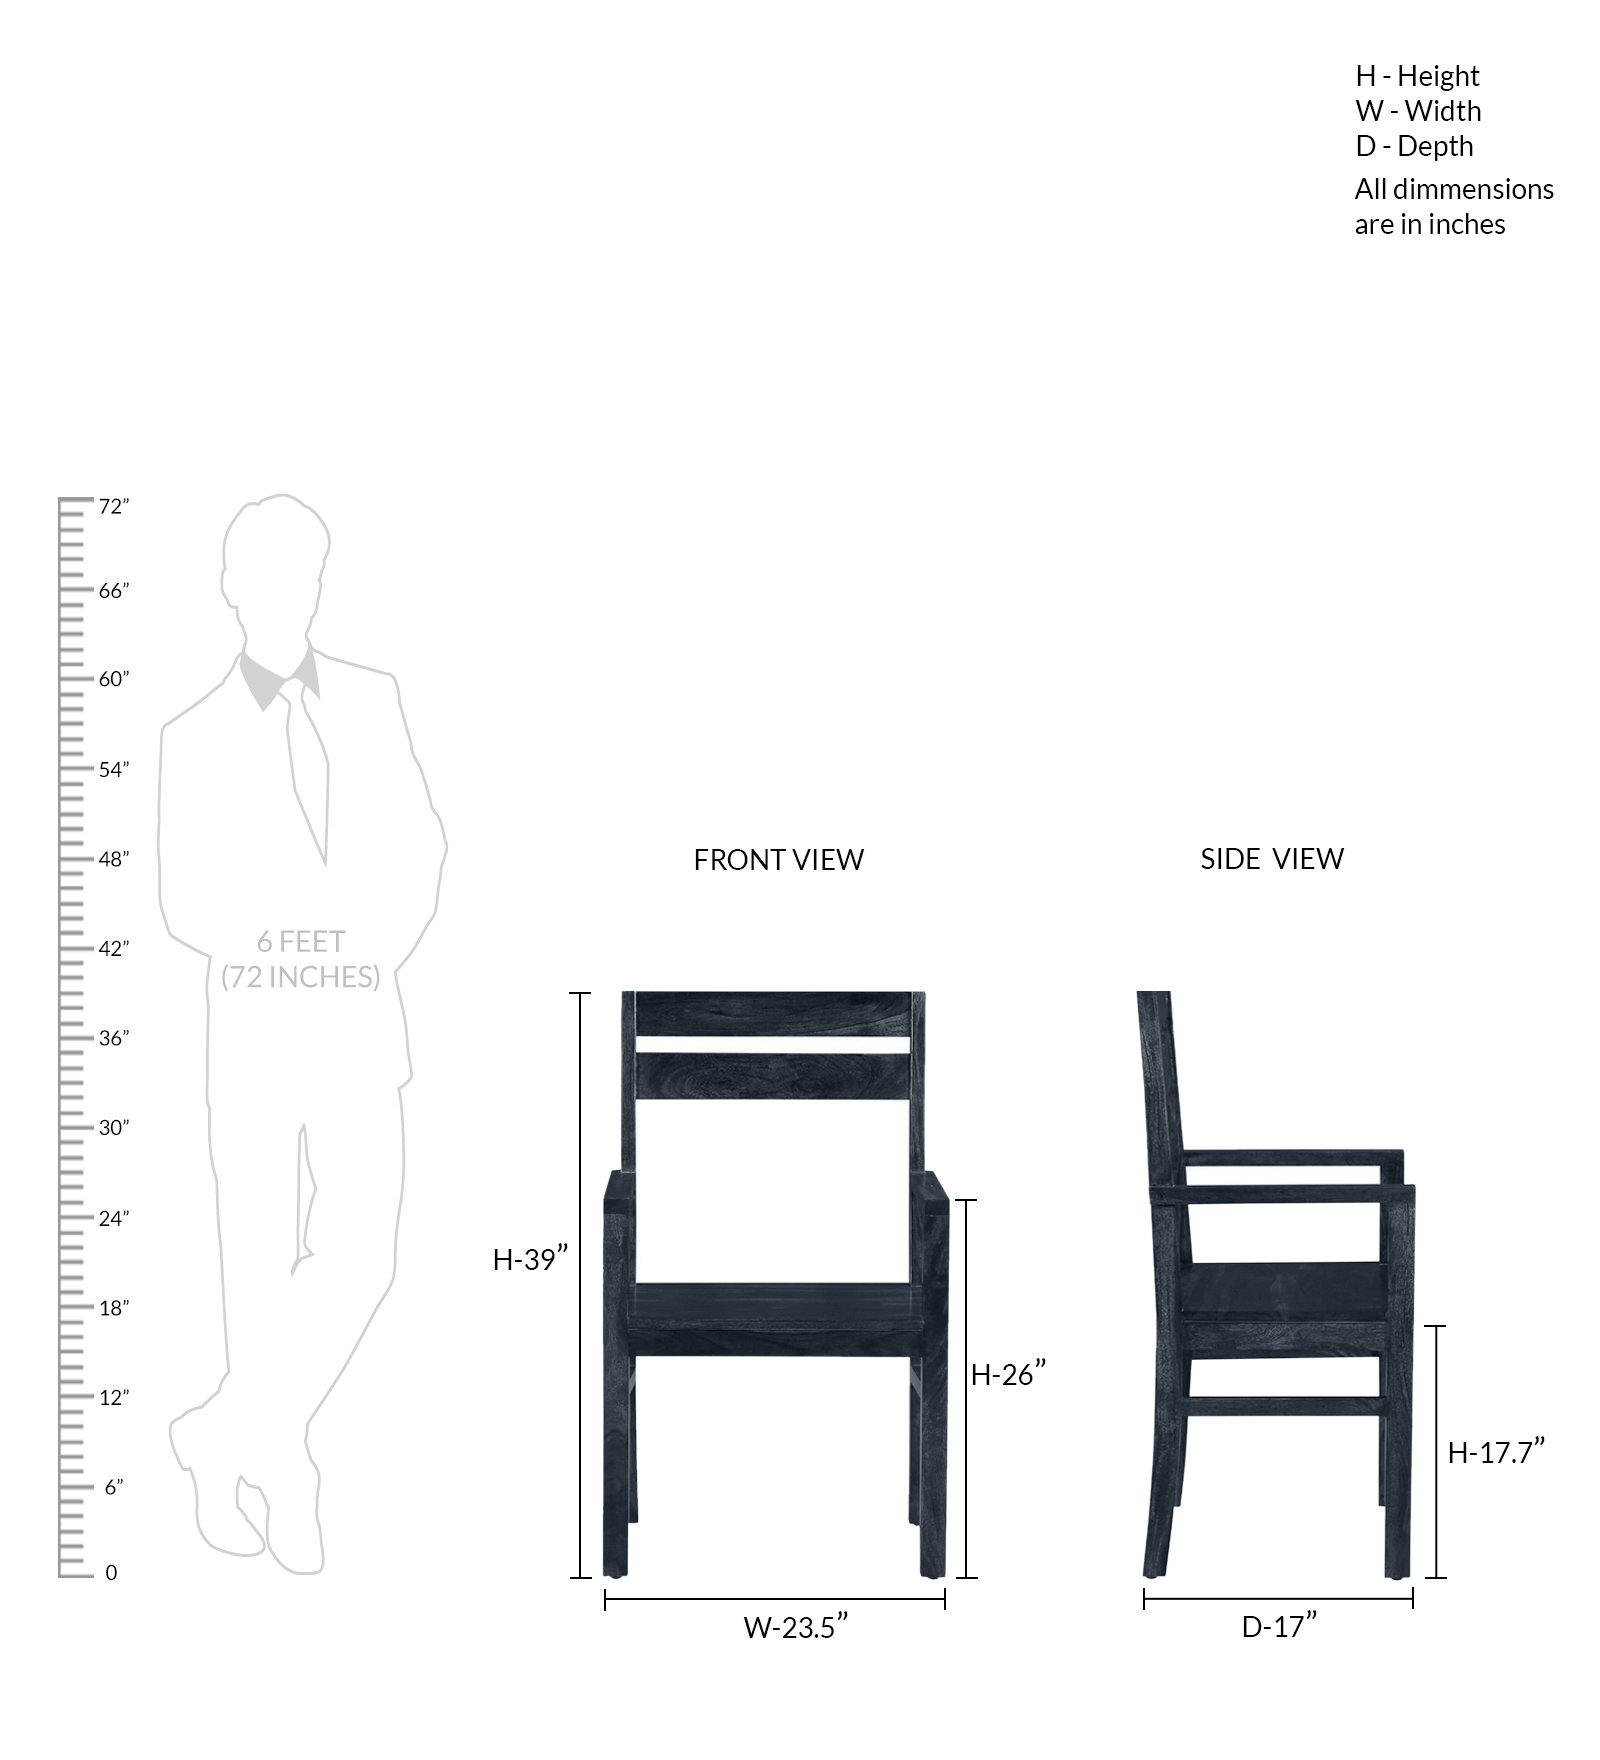 H - Height
W - Width
D - Depth
All dimmensions
are in inches
72”
66”
60”
54”
48”
42”
36”
30”
24”
18”
12”
6”
0
6 FEET
(72 INCHES)
FRONT VIEW
SIDE VIEW
H-39”
H-26”
H-17.7”
W-23.5”
D-17”